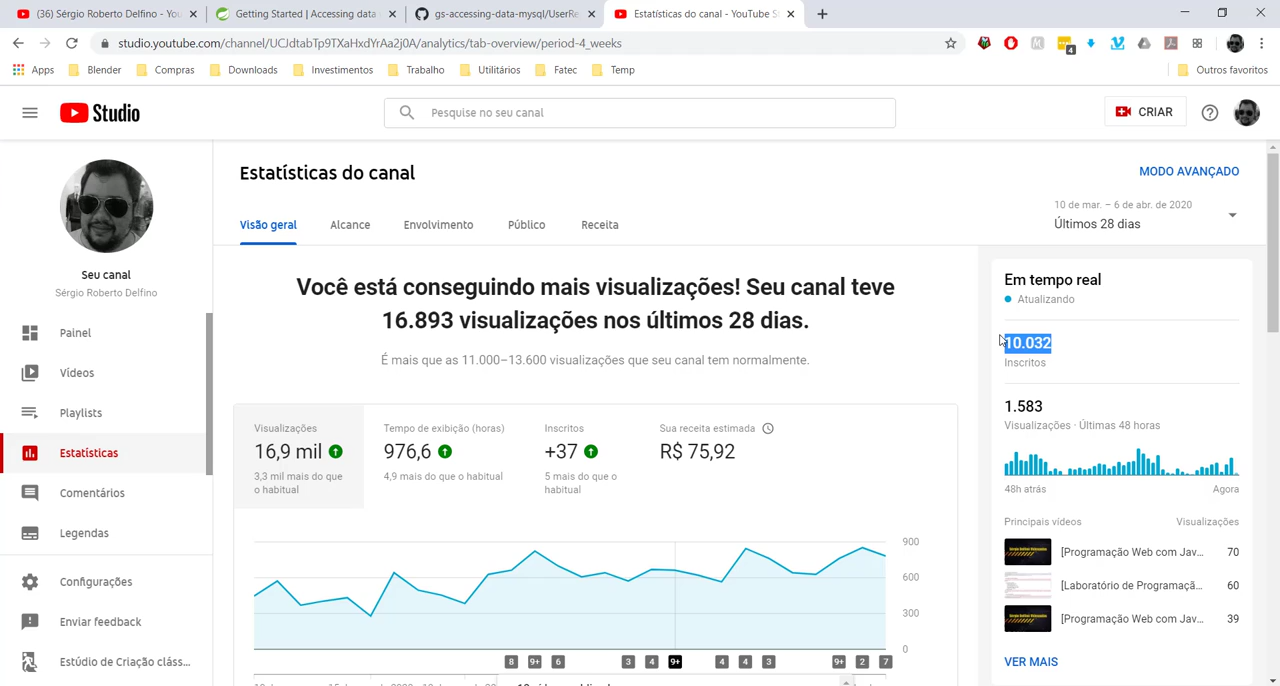 (36) Sérgio Roberto Delfino - You
Getting Started | Accessing data
gs-accessing-data-mysql/UserRe
Estatísticas do canal - YouTube S
studio.youtube.com/channel/UCJdtabTp9TXaHxdYrAa2j0A/analytics/tab-overview/period-4_weeks
4
Apps Blender Compras Downloads Investimentos Trabalho Utilitários Fatec Temp Outros favoritos
Studio
Pesquise no seu canal
CRIAR
Seu canal
Sérgio Roberto Delfino
Painel
Vídeos
Playlists
Estatísticas
Comentários
Legendas
Configurações
Enviar feedback
Estúdio de Criação cláss...
Estatísticas do canal
MODO AVANÇADO
Visão geral Alcance Envolvimento Público Receita
10 de mar. – 6 de abr. de 2020
Últimos 28 dias
Você está conseguindo mais visualizações! Seu canal teve
16.893 visualizações nos últimos 28 dias.
É mais que as 11.000–13.600 visualizações que seu canal tem normalmente.
Visualizações
16,9 mil
3,3 mil mais do que
o habitual
Tempo de exibição (horas)
976,6
4,9 mais do que o habitual
Inscritos
+37
5 mais do que o
habitual
Sua receita estimada
R$ 75,92
900
600
300
0
8 9+ 6 3 4 9+ 4 4 3 9+ 2 7
Em tempo real
Atualizando
10.032
Inscritos
1.583
Visualizações · Últimas 48 horas
48h atrás Agora
Principais vídeos Visualizações
[Programação Web com Jav... 70
[Laboratório de Programaçã... 60
[Programação Web com Jav... 39
VER MAIS